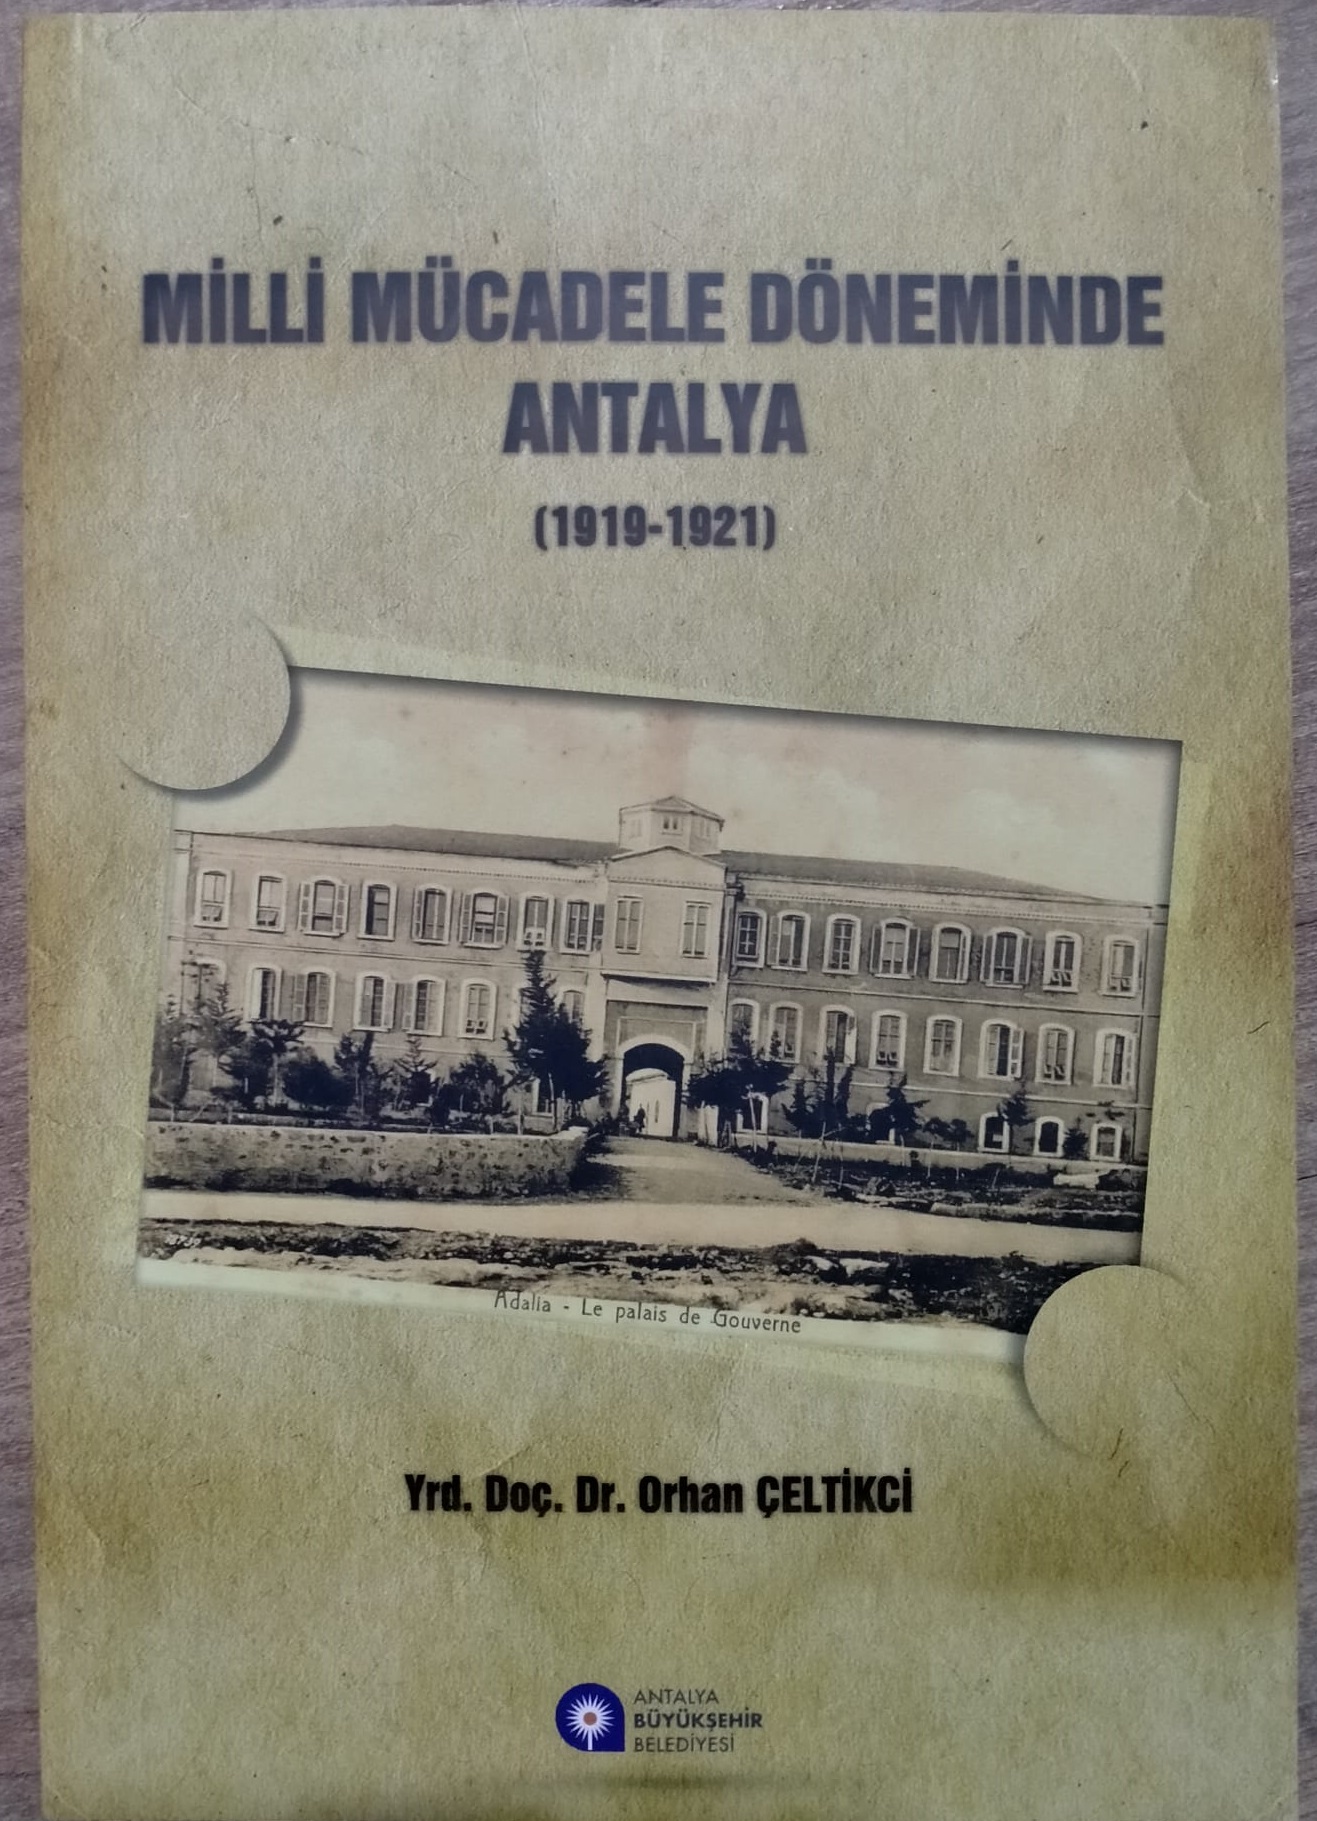 MİLLİ MÜCADELE DÖNEMİNDE
ANTALYA
(1919-1921)
Adalia - Le palais de Gouverne
Yrd. Doç. Dr. Orhan ÇELTİKCİ
ANTALYA
BÜYÜKŞEHİR
BELEDİYESİ